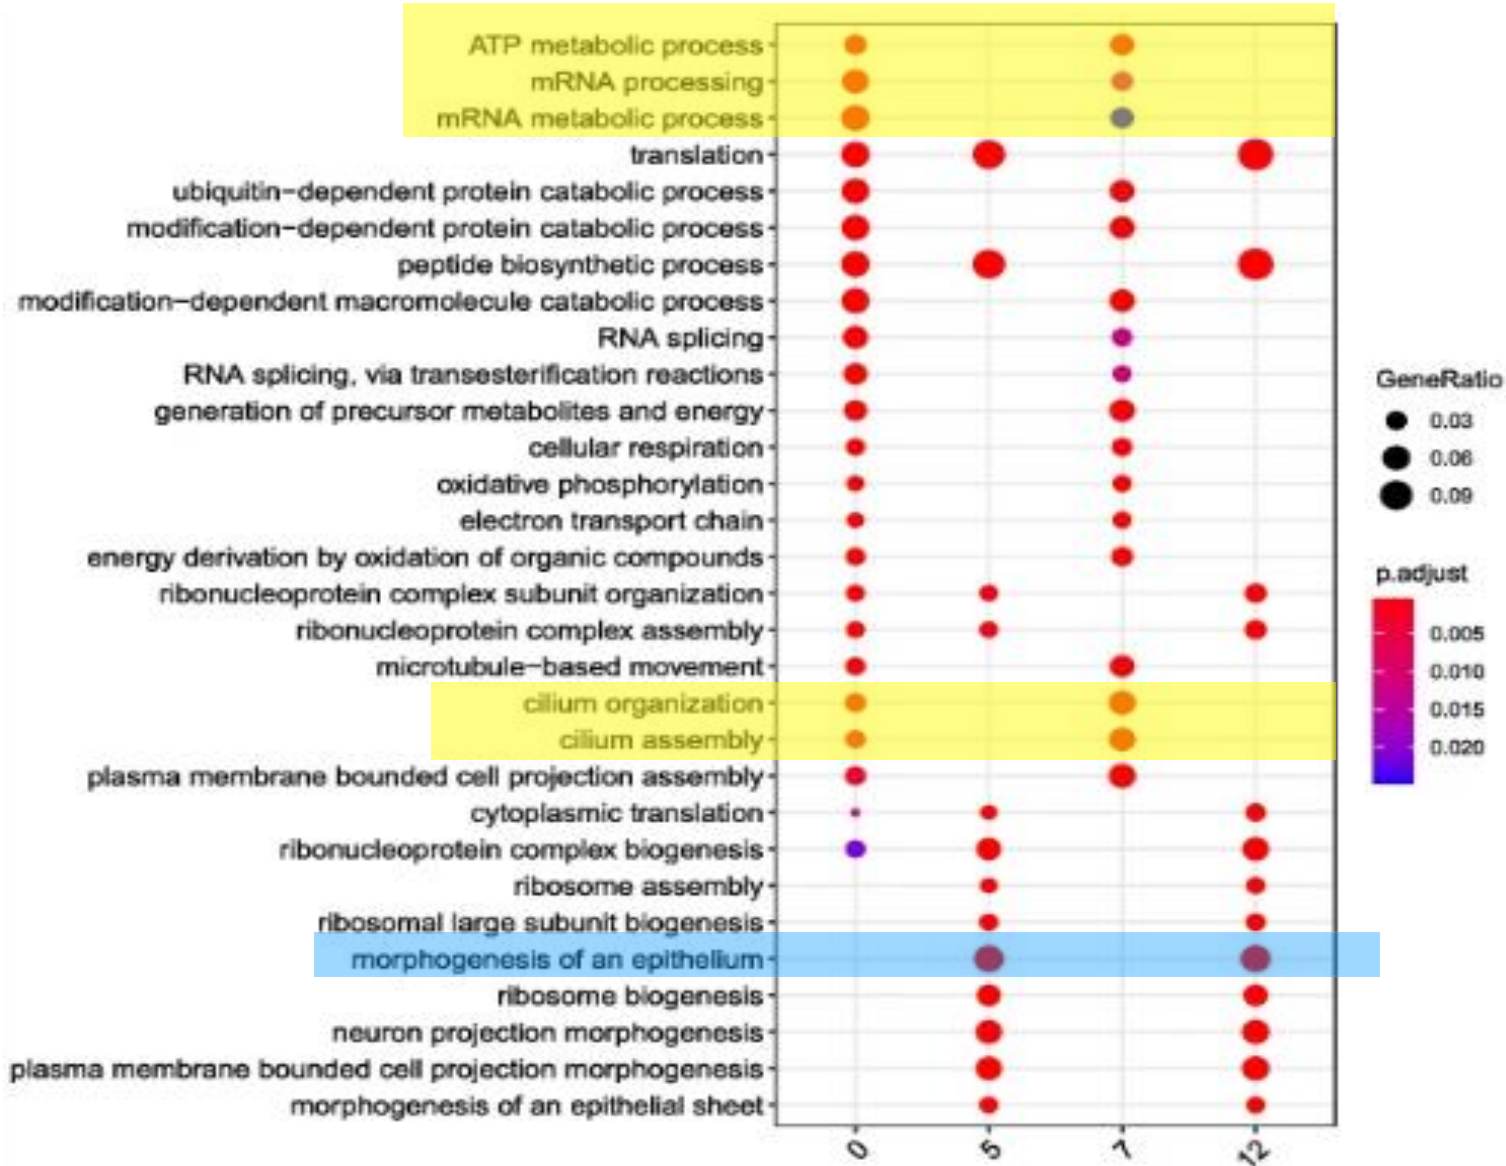 ATP metabolic process
mRNA processing
mRNA metabolic process
translation
ubiquitin-dependent protein catabolic process
modification-dependent protein catabolic process
peptide biosynthetic process
modification-dependent macromolecule catabolic process
RNA splicing
RNA splicing, via transesterification reactions
generation of precursor metabolites and energy
cellular respiration
oxidative phosphorylation
electron transport chain
energy derivation by oxidation of organic compounds
ribonucleoprotein complex subunit organization
ribonucleoprotein complex assembly
microtubule-based movement
cilium organization
cilium assembly
plasma membrane bounded cell projection assembly
cytoplasmic translation
ribonucleoprotein complex biogenesis
ribosome assembly
ribosomal large subunit biogenesis
morphogenesis of an epithelium
ribosome biogenesis
neuron projection morphogenesis
plasma membrane bounded cell projection morphogenesis
morphogenesis of an epithelial sheet
0 5 7 12
GeneRatio
0.03
0.06
0.09
p.adjust
0.005
0.010
0.015
0.020